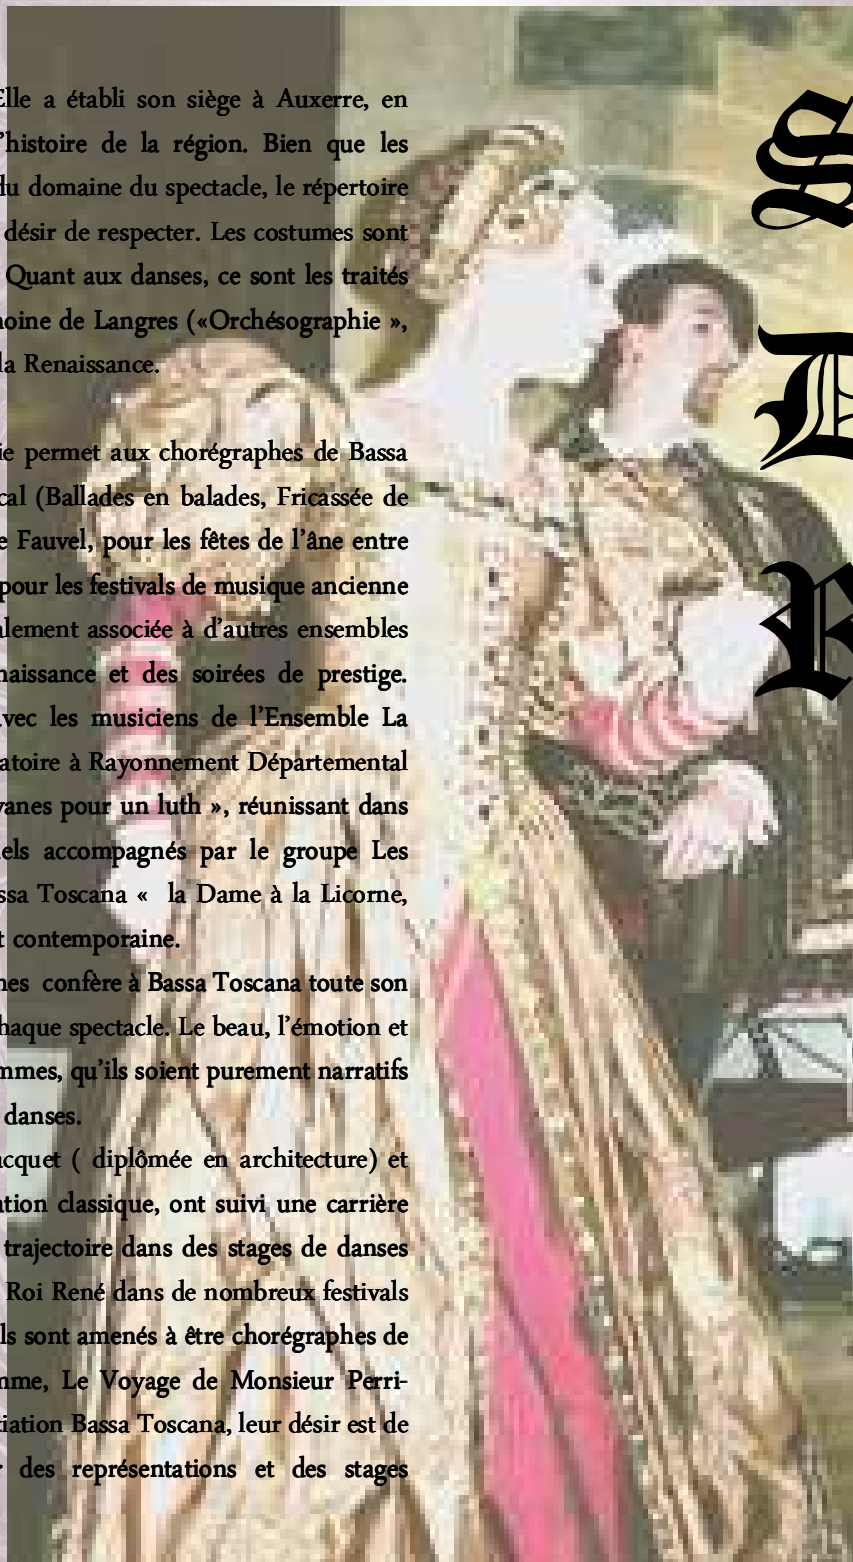 Elle a établi son siège à Auxerre, en
'histoire de la région. Bien que les
du domaine du spectacle, le répertoire
désir de respecter. Les costumes sont
Quant aux danses, ce sont les traités
noine de Langres («Orchésographie »,
la Renaissance.
ie permet aux chorégraphes de Bassa
cal (Ballades en balades, Fricassée de
e Fauvel, pour les fêtes de l'âne entre
pour les festivals de musique ancienne
alement associée à d'autres ensembles
naissance et des soirées de prestige.
avec les musiciens de l'Ensemble La
atoire à Rayonnement Départemental
vanes pour un luth », réunissant dans
els accompagnés par le groupe Les
ssa Toscana « la Dame à la Licorne,
t contemporaine.
nes confère à Bassa Toscana toute son
haque spectacle. Le beau, l'émotion et
mmes, qu'ils soient purement narratifs
danses.
acquet ( diplômée en architecture) et
ation classique, ont suivi une carrière
trajectoire dans des stages de danses
Roi René dans de nombreux festivals
ls sont amenés à être chorégraphes de
mme, Le Voyage de Monsieur Perri-
ciation Bassa Toscana, leur désir est de
r des représentations et des stages
S
D
R